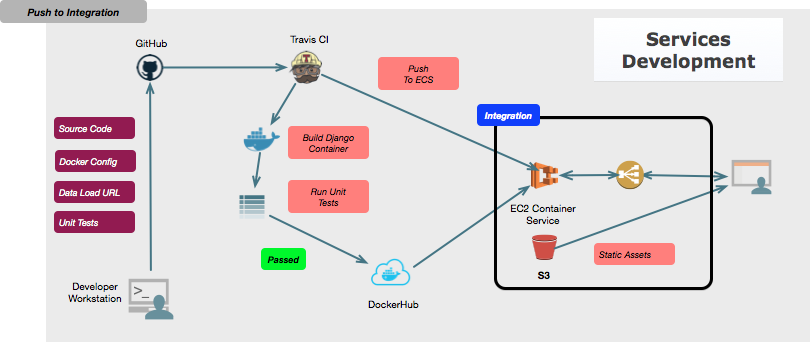 Push to Integration
Services
Development
GitHub
Travis CI
Push
To ECS
Integration
Source Code
Docker Config
Data Load URL
Unit Tests
Build Django
Container
Run Unit
Tests
Passed
EC2 Container
Service
S3
Static Assets
Developer
Workstation
>_
DockerHub
T